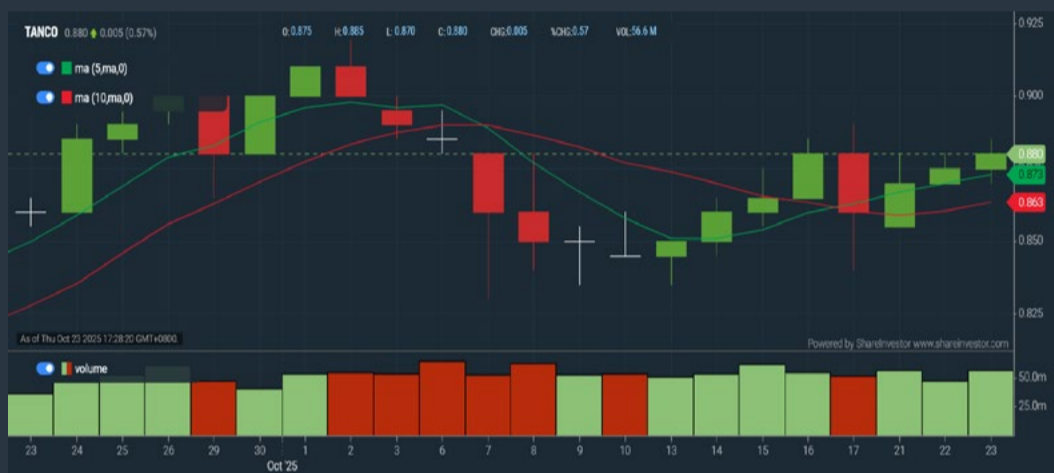 TANCO 0.880 0.005 (0.57%) O: 0.875 H: 0.885 L: 0.870 C: 0.880 CHG: 0.005 %CHG: 0.57 VOL: 56.6 M
ma (5,ma,0)
ma (10,ma,0)
0.925
0.900
0.880
0.873
0.863
0.850
0.825
As of Thu Oct 23 2025 17:28:20 GMT+0800.
Powered by ShareInvestor www.shareinvestor.com
volume
50.0m
25.0m
23 24 25 26 29 30 1 2 3 6 7 8 9 10 13 14 15 16 17 21 22 23
Oct '25